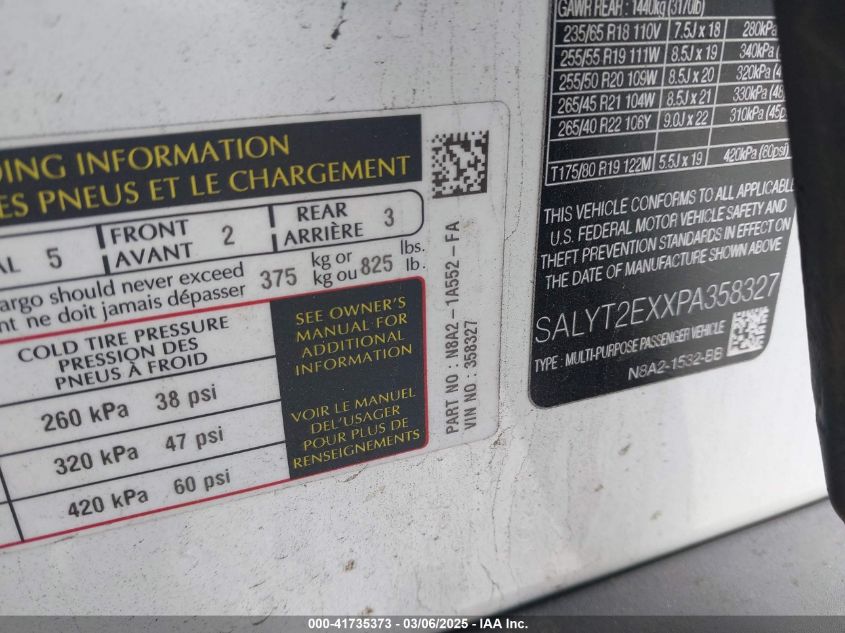 DING INFORMATION
ES PNEUS ET LE CHARGEMENT
AL 5
FRONT
AVANT 2
REAR
ARRIÈRE 3
argo should never exceed
nt ne doit jamais dépasser
375 kg or
kg ou 825 lbs.
lb.
COLD TIRE PRESSURE
PRESSION DES
PNEUS À FROID
260 kPa 38 psi
320 kPa 47 psi
420 kPa 60 psi
SEE OWNER'S
MANUAL FOR
ADDITIONAL
INFORMATION
VOIR LE MANUEL
DEL'USAGER
POUR PLUS DE
RENSEIGNEMENTS
PART NO : N8A2-1A552-FA
VIN NO : 358327
GAWR REAR : 1440kg (3170lb)
235/65 R18 110V 7.5J x 18 280kPa
255/55 R19 111W 8.5J x 19 340kPa
255/50 R20 109W 8.5J x 20 320kPa (4
265/45 R21 104W 8.5J x 21 330kPa (48
265/40 R22 106Y 9.0J x 22 310kPa (45p
T175/80 R19 122M 5.5J x 19 420kPa (60psi)
THIS VEHICLE CONFORMS TO ALL APPLICABL
U.S. FEDERAL MOTOR VEHICLE SAFETY AND
THEFT PREVENTION STANDARDS IN EFFECT ON
THE DATE OF MANUFACTURE SHOWN ABOVE
SALYT2EXXPA358327
TYPE : MULTI-PURPOSE PASSENGER VEHICLE
N8A2-1532-BB
000-41735373 - 03/06/2025 - IAA Inc.